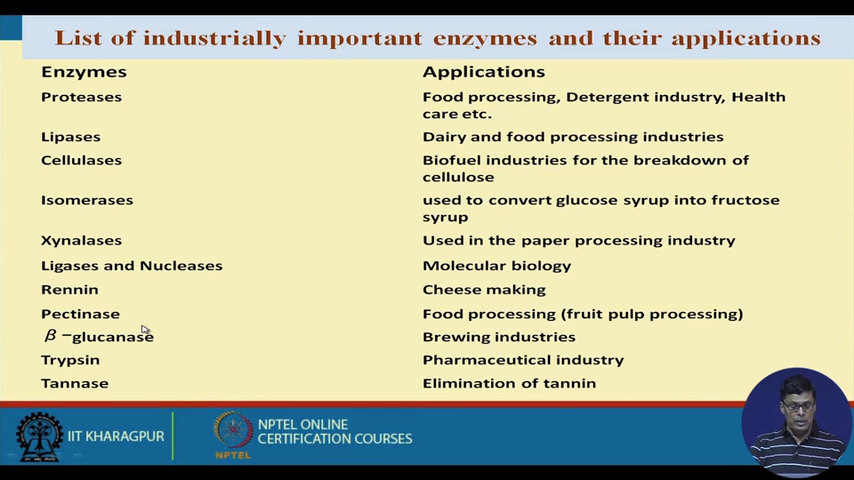 List of industrially important enzymes and their applications
Enzymes Applications
Proteases Food processing, Detergent industry, Health
care etc.
Lipases Dairy and food processing industries
Cellulases Biofuel industries for the breakdown of
cellulose
Isomerases used to convert glucose syrup into fructose
syrup
Xynalases Used in the paper processing industry
Ligases and Nucleases Molecular biology
Rennin Cheese making
Pectinase Food processing (fruit pulp processing)
β –glucanase Brewing industries
Trypsin Pharmaceutical industry
Tannase Elimination of tannin
IIT KHARAGPUR
NPTEL
NPTEL ONLINE
CERTIFICATION COURSES